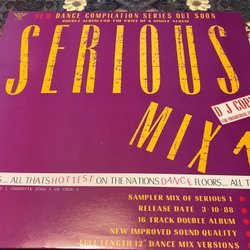 NEW DANCE COMPILATION SERIES OUT SOON
DOUBLE ALBUM FOR THE PRICE OF A SINGLE ALBUM
SERIOUS
D J COPY
MIX 1
S... ALL THATS HOTTEST ON THE NATIONS DANCE FLOORS... ALL T
SAMPLER MIX OF SERIOUS 1
RELEASE DATE 3·10·88
16 TRACK DOUBLE ALBUM
NEW IMPROVED SOUND QUALITY
FULL LENGTH 12" DANCE MIX VERSIONS